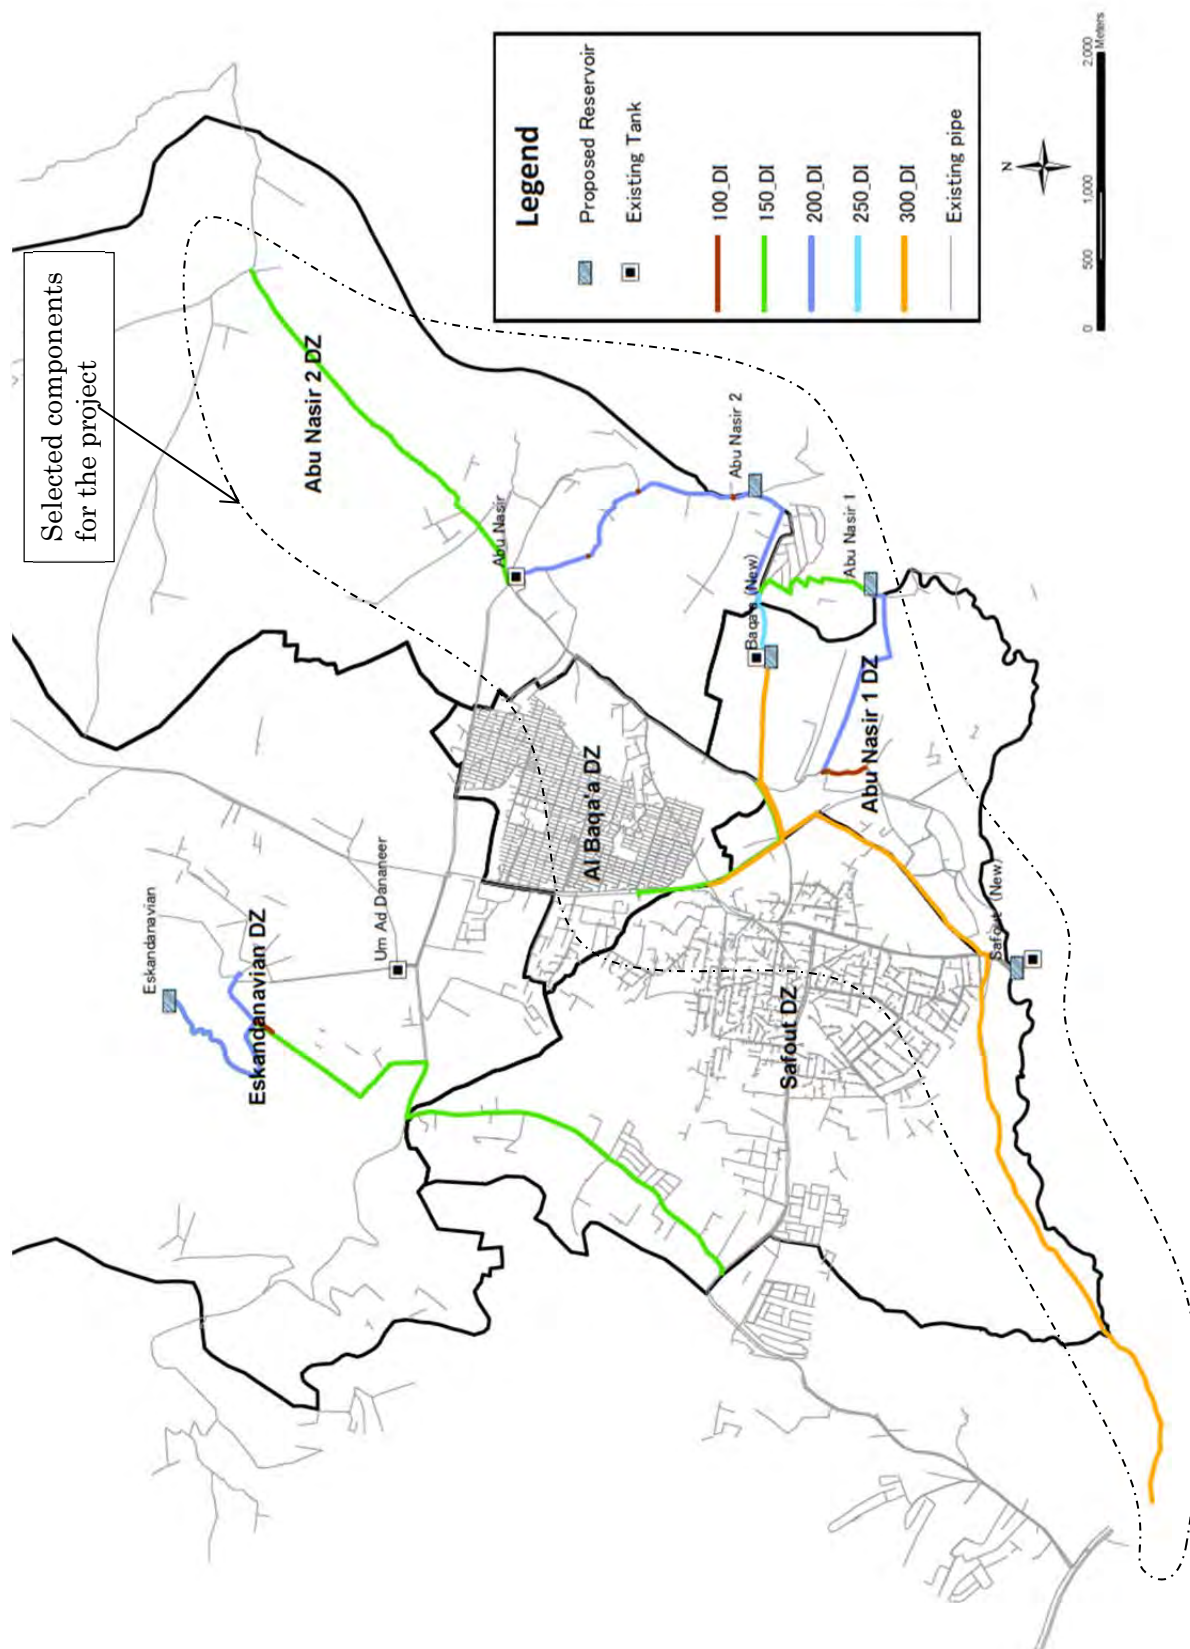 Selected components
for the project
Legend
Proposed Reservoir
Existing Tank
100_DI
150_DI
200_DI
250_DI
300_DI
Existing pipe
N
0 500 1,000 2,000
Meters
Abu Nasir 2 DZ
Abu Nasir
Abu Nasir 2
Abu Nasir 1
Baqa'a (New)
Abu Nasir 1 DZ
Al Baqa'a DZ
Eskandanavian
Eskandanavian DZ
Um Ad Dananeer
Safout (New)
Safout DZ